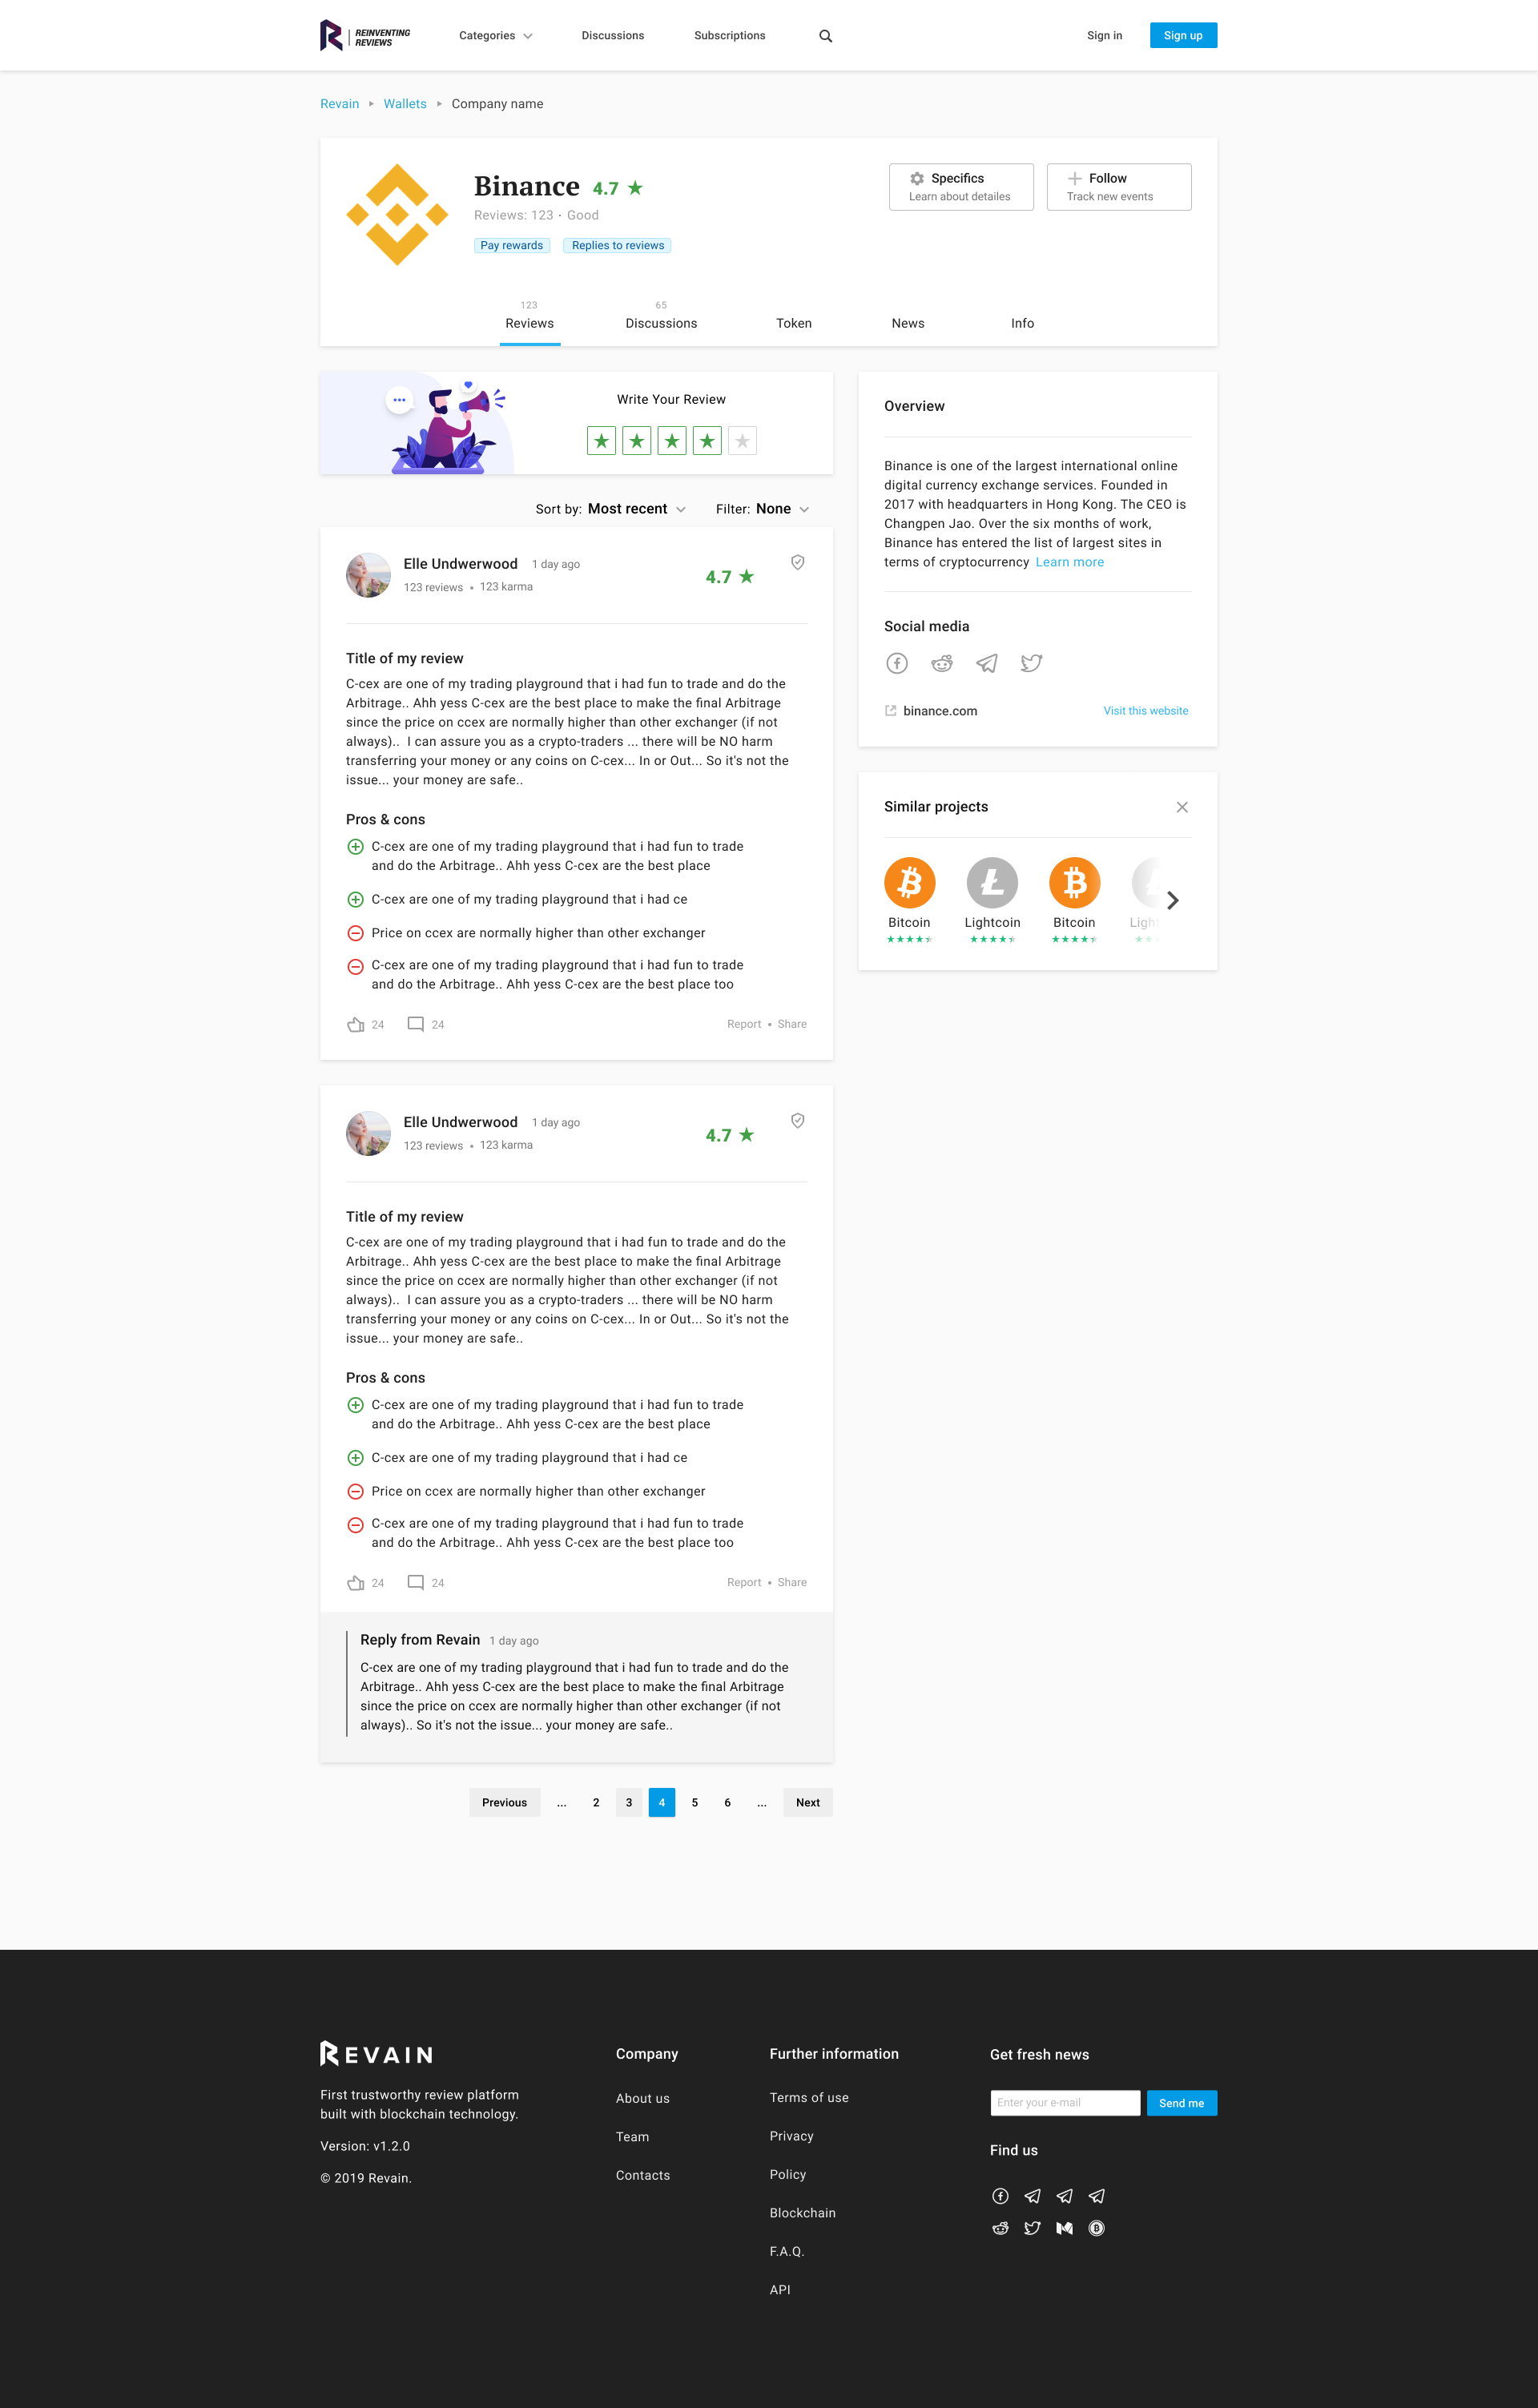 REINVENTING
REVIEWS
Categories
Discussions
Subscriptions
Sign in
Sign up
Revain
Wallets
Company name
Binance 4.7
Reviews: 123 • Good
Pay rewards
Replies to reviews
Specifics
Learn about detailes
Follow
Track new events
123
Reviews
65
Discussions
Token
News
Info
Write Your Review
Sort by: Most recent
Filter: None
Elle Undwerwood 1 day ago
123 reviews • 123 karma
4.7
Title of my review
C-cex are one of my trading playground that i had fun to trade and do the
Arbitrage.. Ahh yess C-cex are the best place to make the final Arbitrage
since the price on ccex are normally higher than other exchanger (if not
always).. I can assure you as a crypto-traders ... there will be NO harm
transferring your money or any coins on C-cex... In or Out... So it's not the
issue... your money are safe..
Pros & cons
C-cex are one of my trading playground that i had fun to trade
and do the Arbitrage.. Ahh yess C-cex are the best place
C-cex are one of my trading playground that i had ce
Price on ccex are normally higher than other exchanger
C-cex are one of my trading playground that i had fun to trade
and do the Arbitrage.. Ahh yess C-cex are the best place too
24
24
Report • Share
Elle Undwerwood 1 day ago
123 reviews • 123 karma
4.7
Title of my review
C-cex are one of my trading playground that i had fun to trade and do the
Arbitrage.. Ahh yess C-cex are the best place to make the final Arbitrage
since the price on ccex are normally higher than other exchanger (if not
always).. I can assure you as a crypto-traders ... there will be NO harm
transferring your money or any coins on C-cex... In or Out... So it's not the
issue... your money are safe..
Pros & cons
C-cex are one of my trading playground that i had fun to trade
and do the Arbitrage.. Ahh yess C-cex are the best place
C-cex are one of my trading playground that i had ce
Price on ccex are normally higher than other exchanger
C-cex are one of my trading playground that i had fun to trade
and do the Arbitrage.. Ahh yess C-cex are the best place too
24
24
Report • Share
Reply from Revain 1 day ago
C-cex are one of my trading playground that i had fun to trade and do the
Arbitrage.. Ahh yess C-cex are the best place to make the final Arbitrage
since the price on ccex are normally higher than other exchanger (if not
always).. So it's not the issue... your money are safe..
Previous ... 2 3 4 5 6 ... Next
Overview
Binance is one of the largest international online
digital currency exchange services. Founded in
2017 with headquarters in Hong Kong. The CEO is
Changpen Jao. Over the six months of work,
Binance has entered the list of largest sites in
terms of cryptocurrency Learn more
Social media
binance.com
Visit this website
Similar projects
Bitcoin
Lightcoin
Bitcoin
Light
REVAIN
First trustworthy review platform
built with blockchain technology.
Version: v1.2.0
© 2019 Revain.
Company
About us
Team
Contacts
Further information
Terms of use
Privacy
Policy
Blockchain
F.A.Q.
API
Get fresh news
Enter your e-mail
Send me
Find us